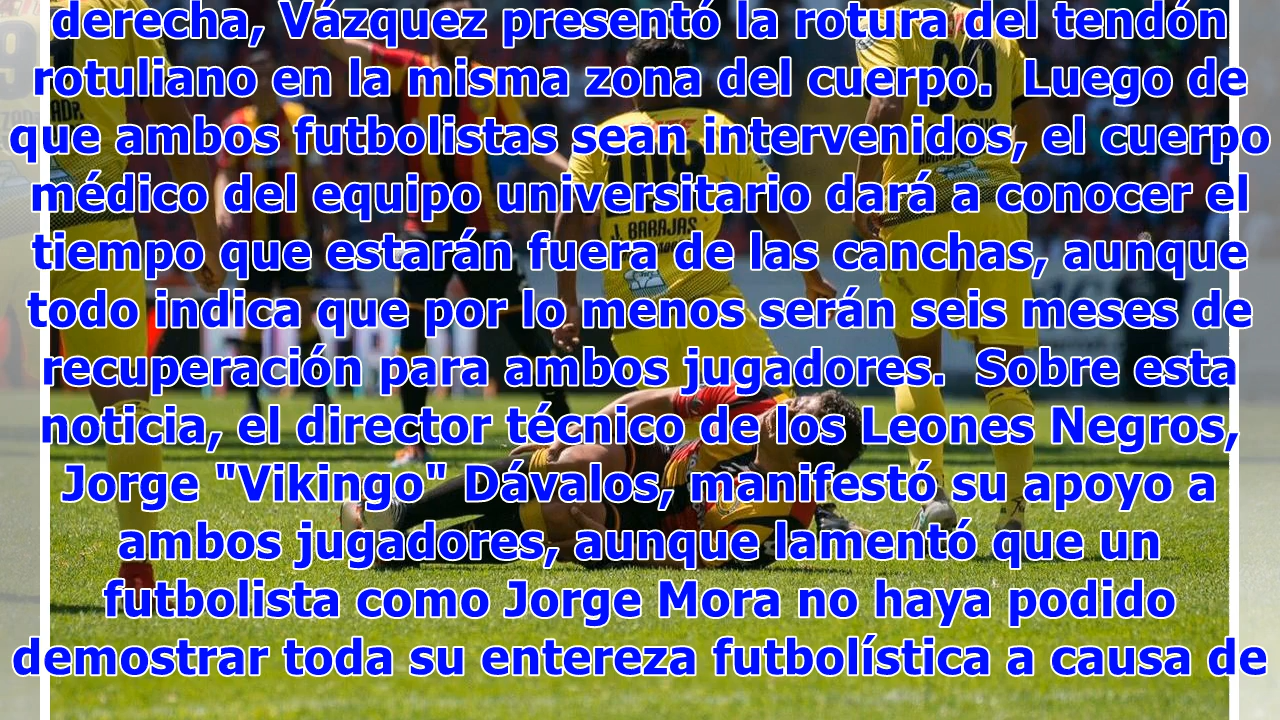 derecha, Vázquez presentó la rotura del tendón
rotuliano en la misma zona del cuerpo.  Luego de
que ambos futbolistas sean intervenidos, el cuerpo
médico del equipo universitario dará a conocer el
tiempo que estarán fuera de las canchas, aunque
todo indica que por lo menos serán seis meses de
recuperación para ambos jugadores.  Sobre esta
noticia, el director técnico de los Leones Negros,
Jorge "Vikingo" Dávalos, manifestó su apoyo a
ambos jugadores, aunque lamentó que un
futbolista como Jorge Mora no haya podido
demostrar toda su entereza futbolística a causa de
J. BARAJAS